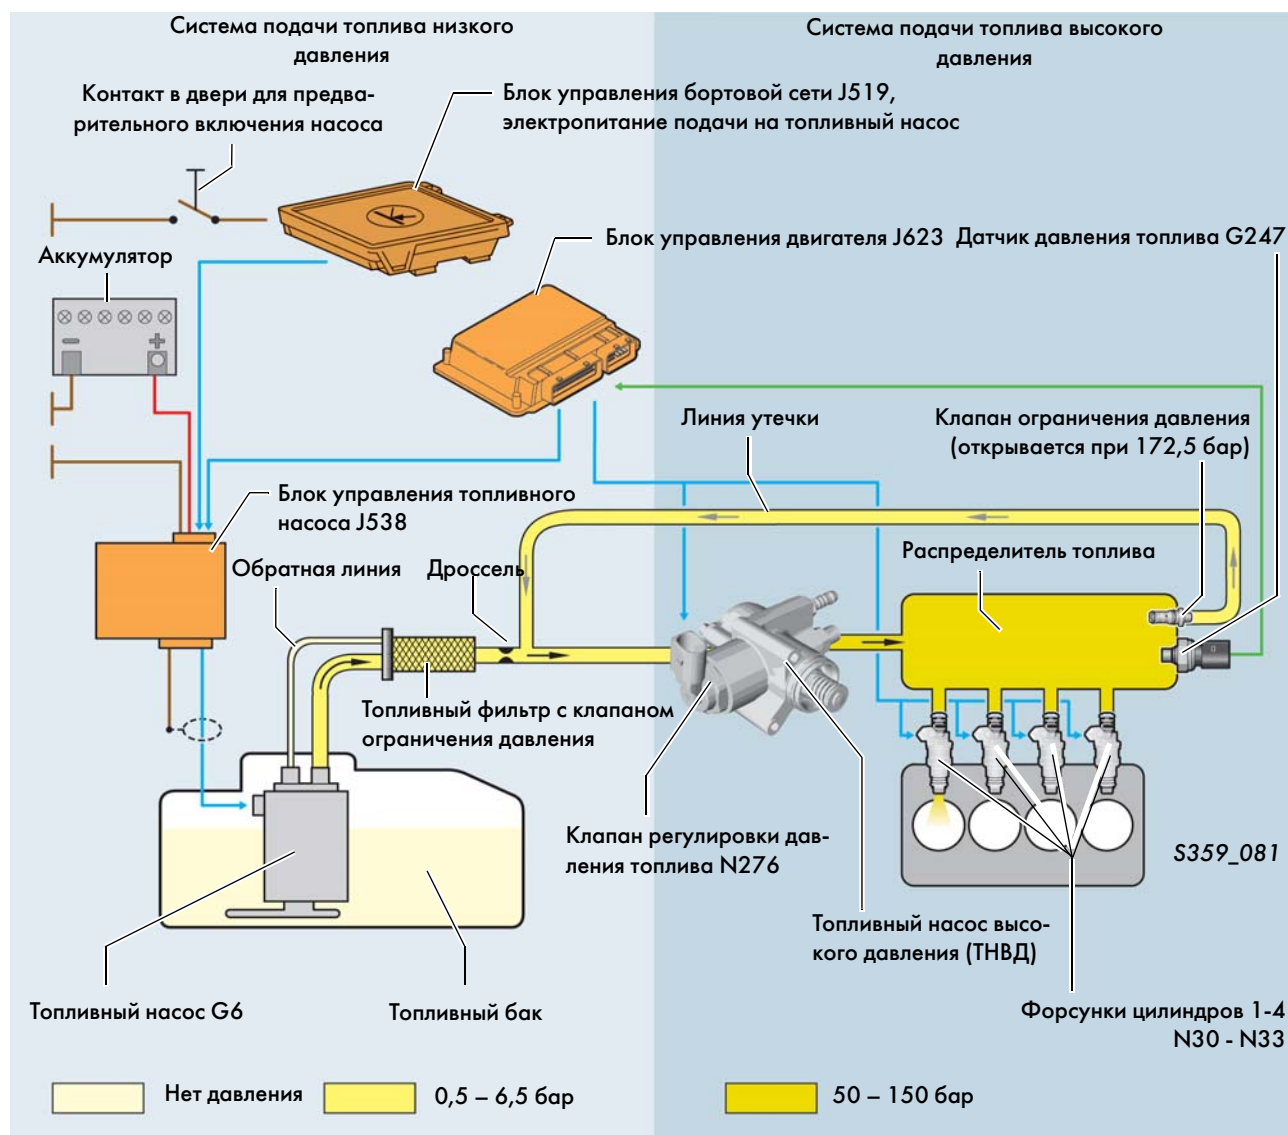 Система подачи топлива низкого
давления
Система подачи топлива высокого
давления
Контакт в двери для предва-
рительного включения насоса
Блок управления бортовой сети J519,
электропитание подачи на топливный насос
Блок управления двигателя J623
Датчик давления топлива G247
Аккумулятор
Линия утечки
Клапан ограничения давления
(открывается при 172,5 бар)
Блок управления топливного
насоса J538
Обратная линия
Дроссель
Распределитель топлива
Топливный фильтр с клапаном
ограничения давления
Клапан регулировки дав-
ления топлива N276
S359_081
Топливный насос высо-
кого давления (ТНВД)
Топливный насос G6
Топливный бак
Форсунки цилиндров 1-4
N30 - N33
Нет давления
0,5 – 6,5 бар
50 – 150 бар